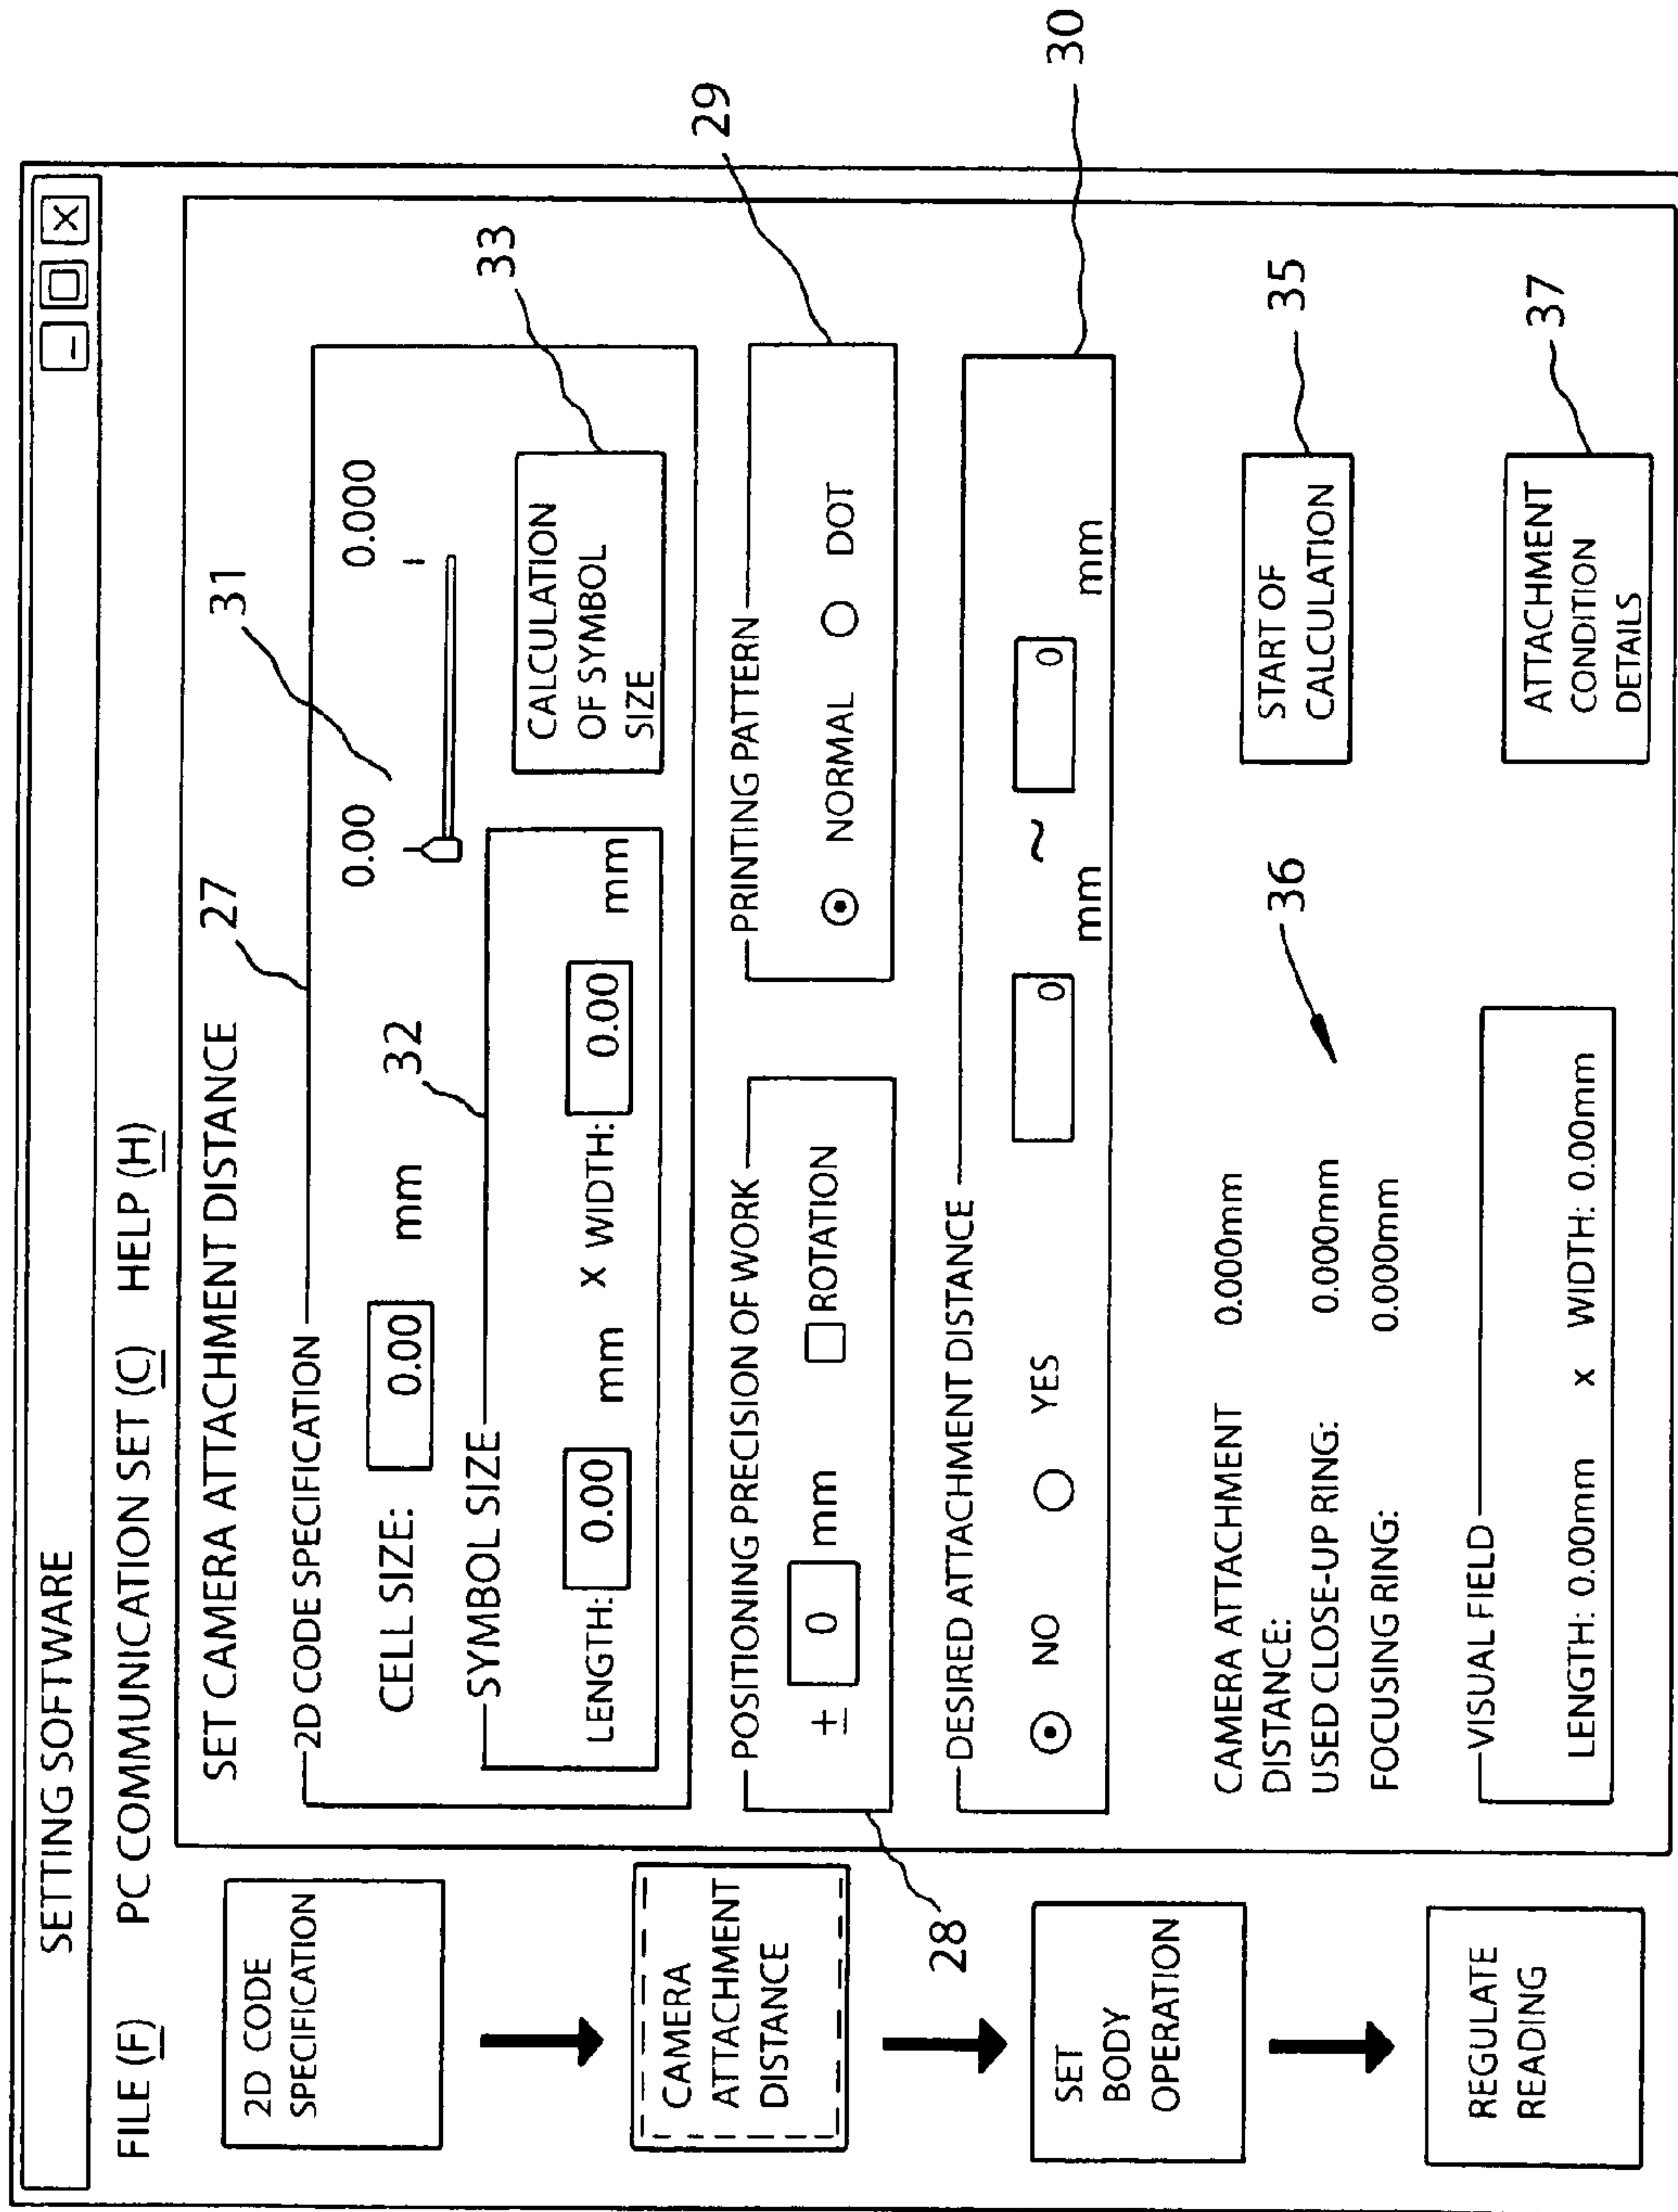 SETTING SOFTWARE
FILE (F) PC COMMUNICATION SET (C) HELP (H)
2D CODE
SPECIFICATION
CAMERA
ATTACHMENT
DISTANCE
SET
BODY
OPERATION
REGULATE
READING
SET CAMERA ATTACHMENT DISTANCE
27
2D CODE SPECIFICATION
CELL SIZE: 0.00 mm
0.00 0.000
31
SYMBOL SIZE
32
LENGTH: 0.00 mm X WIDTH: 0.00 mm
CALCULATION
OF SYMBOL
SIZE
33
POSITIONING PRECISION OF WORK
± 0 mm ROTATION
28
PRINTING PATTERN
NORMAL DOT
29
DESIRED ATTACHMENT DISTANCE
NO YES 0 mm ~ 0 mm
30
CAMERA ATTACHMENT
DISTANCE: 0.000mm
USED CLOSE-UP RING: 0.000mm
FOCUSING RING: 0.000mm
36
START OF
CALCULATION
35
VISUAL FIELD
LENGTH: 0.00mm x WIDTH: 0.00mm
ATTACHMENT
CONDITION
DETAILS
37